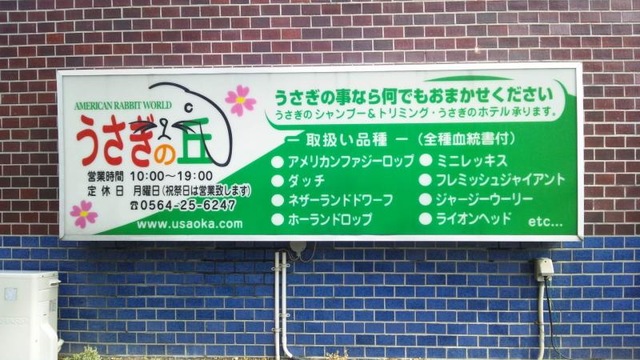 AMERICAN RABBIT WORLD
うさぎの丘
営業時間 10:00〜19:00
定休日 月曜日(祝祭日は営業致します)
☎0564-25-6247
www.usaoka.com
うさぎの事なら何でもおまかせください
うさぎのシャンプー&トリミング・うさぎのホテル承ります。
ー取扱い品種ー(全種血統書付)
●アメリカンファジーロップ ●ミニレッキス
●ダッチ ●フレミッシュジャイアント
●ネザーランドドワーフ ●ジャージーウーリー
●ホーランドロップ ●ライオンヘッド etc...